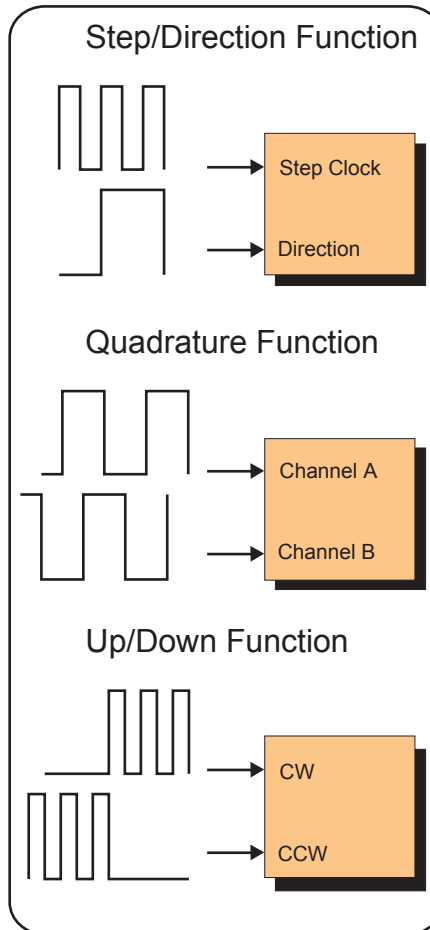 Step/Direction Function
Step Clock
Direction
Quadrature Function
Channel A
Channel B
Up/Down Function
CW
CCW